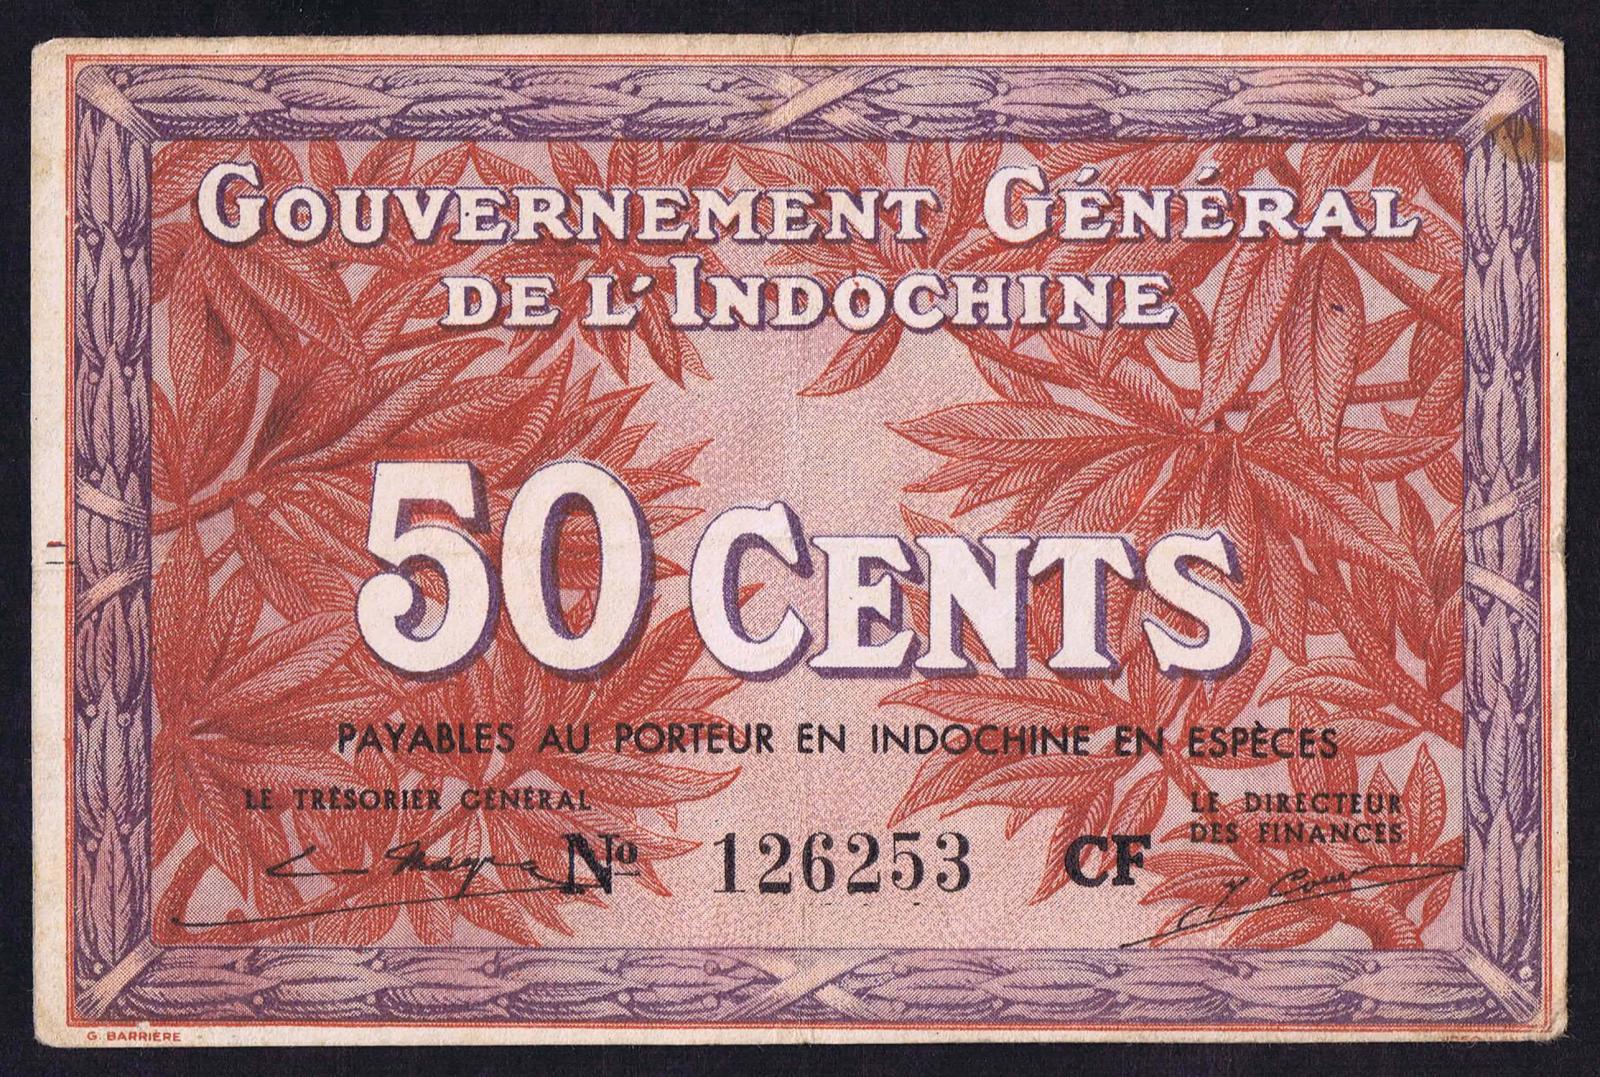 GOUVERNEMENT GÉNÉRAL
DE L'INDOCHINE
50 CENTS
PAYABLES AU PORTEUR EN INDOCHINE EN ESPÈCES
LE TRÉSORIER GÉNÉRAL
LE DIRECTEUR
DES FINANCES
No 126253 CF
G. BARRIÈRE